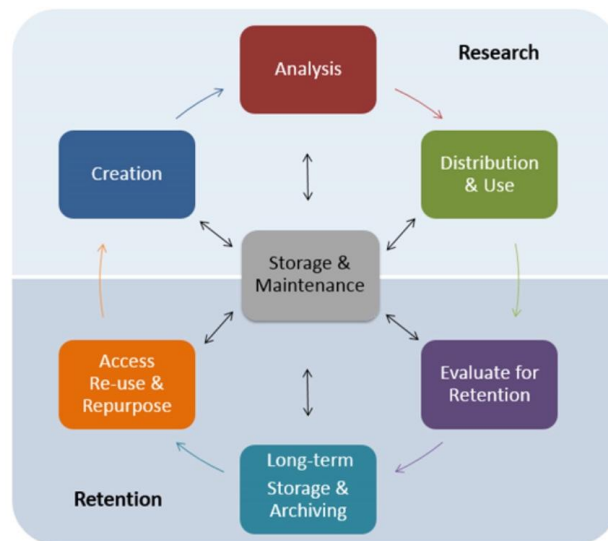 Analysis
Research
Creation
Distribution
& Use
Storage &
Maintenance
Access
Re-use &
Repurpose
Evaluate for
Retention
Long-term
Storage &
Archiving
Retention